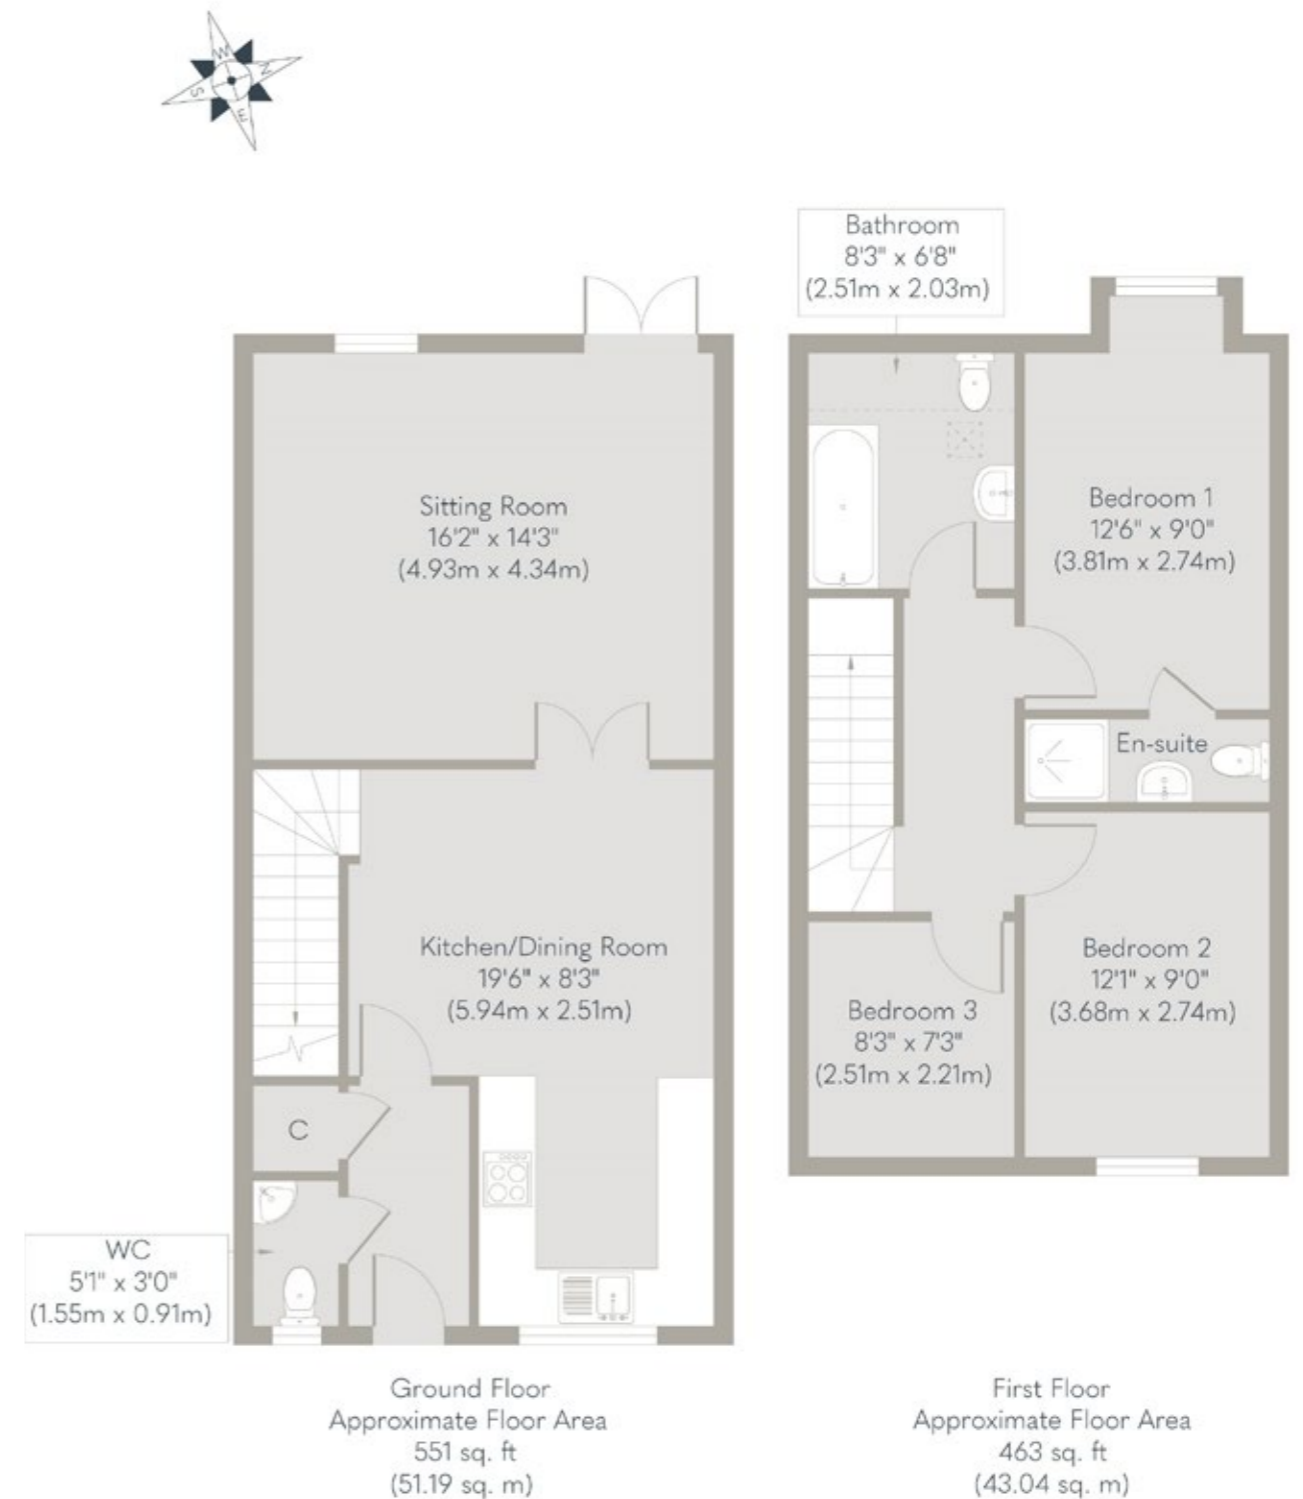 W
N
S
E
Bathroom
8'3" x 6'8"
(2.51m x 2.03m)
Sitting Room
16'2" x 14'3"
(4.93m x 4.34m)
Bedroom 1
12'6" x 9'0"
(3.81m x 2.74m)
En-suite
Kitchen/Dining Room
19'6" x 8'3"
(5.94m x 2.51m)
Bedroom 2
12'1" x 9'0"
(3.68m x 2.74m)
Bedroom 3
8'3" x 7'3"
(2.51m x 2.21m)
C
WC
5'1" x 3'0"
(1.55m x 0.91m)
Ground Floor
Approximate Floor Area
551 sq. ft
(51.19 sq. m)
First Floor
Approximate Floor Area
463 sq. ft
(43.04 sq. m)